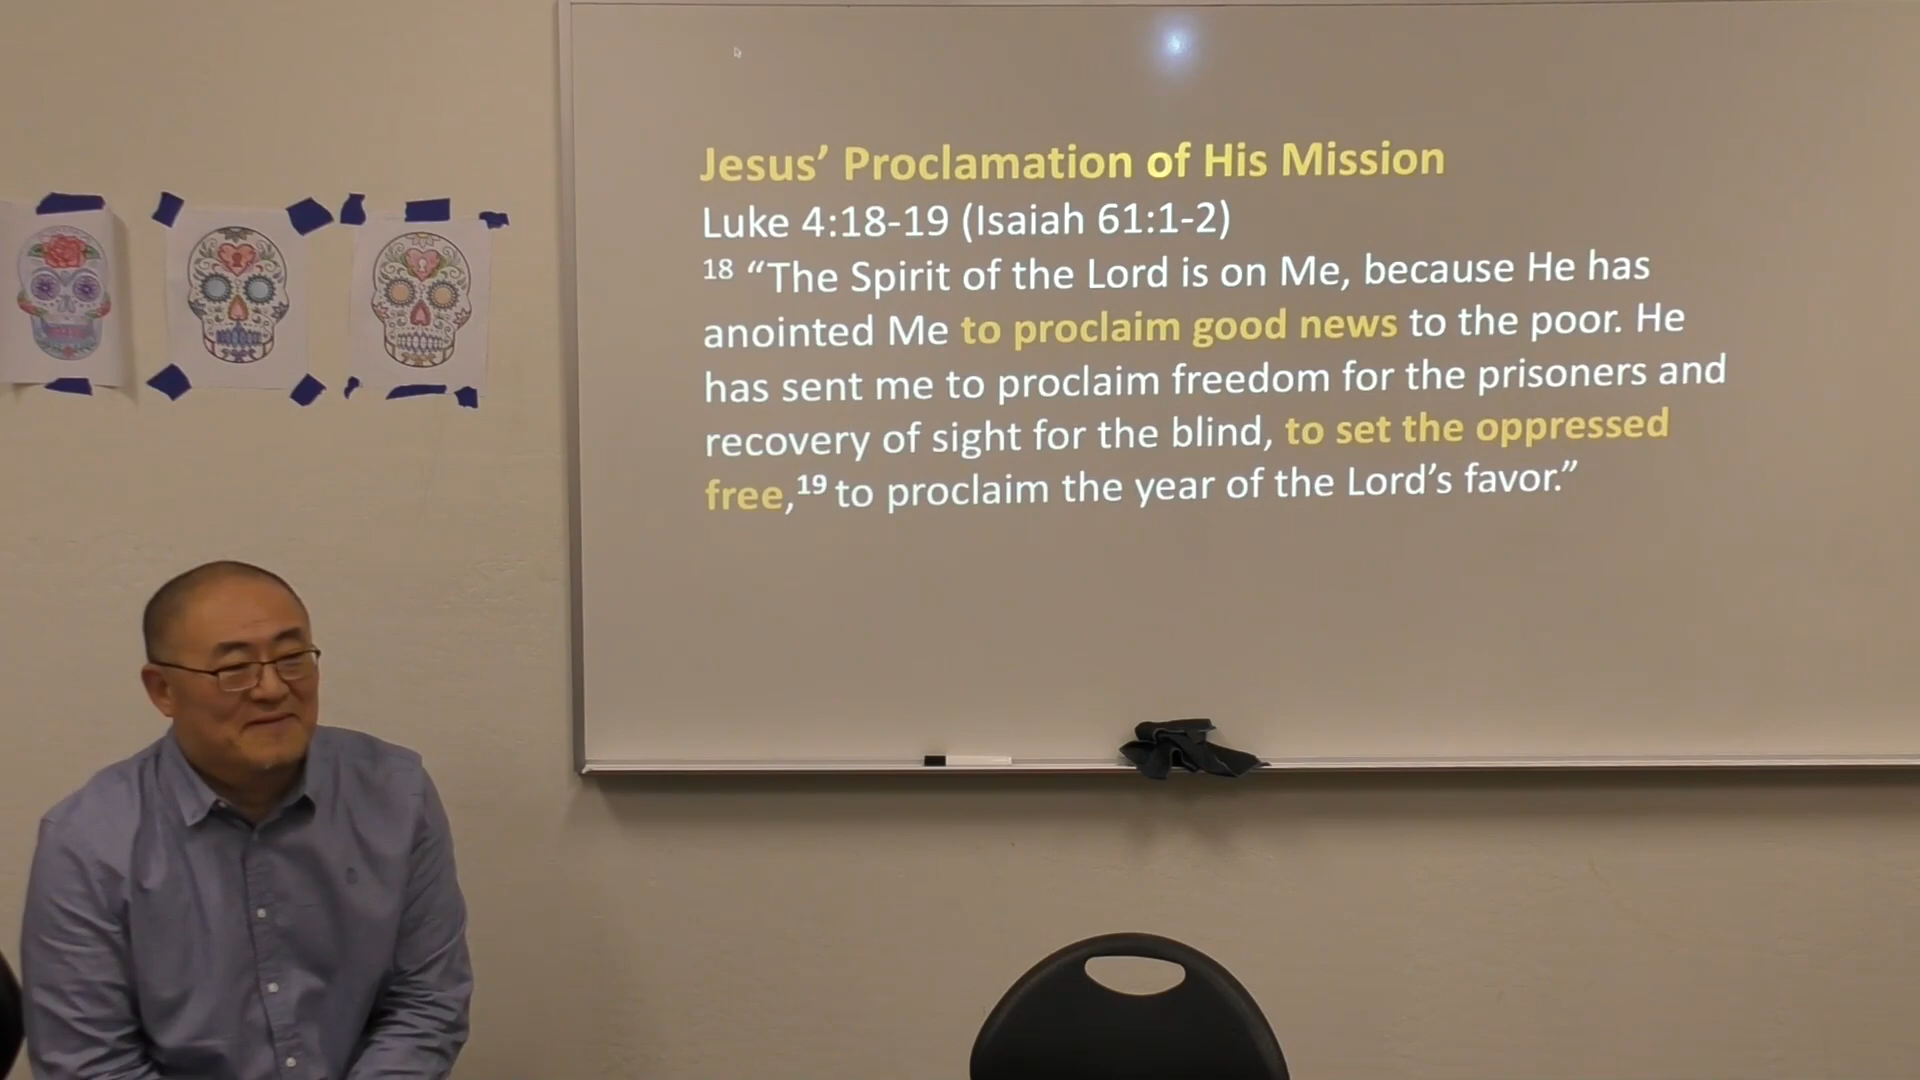 Jesus’ Proclamation of His Mission
Luke 4:18-19 (Isaiah 61:1-2)
18 “The Spirit of the Lord is on Me, because He has
anointed Me to proclaim good news to the poor. He
has sent me to proclaim freedom for the prisoners and
recovery of sight for the blind, to set the oppressed
free,19 to proclaim the year of the Lord’s favor.”